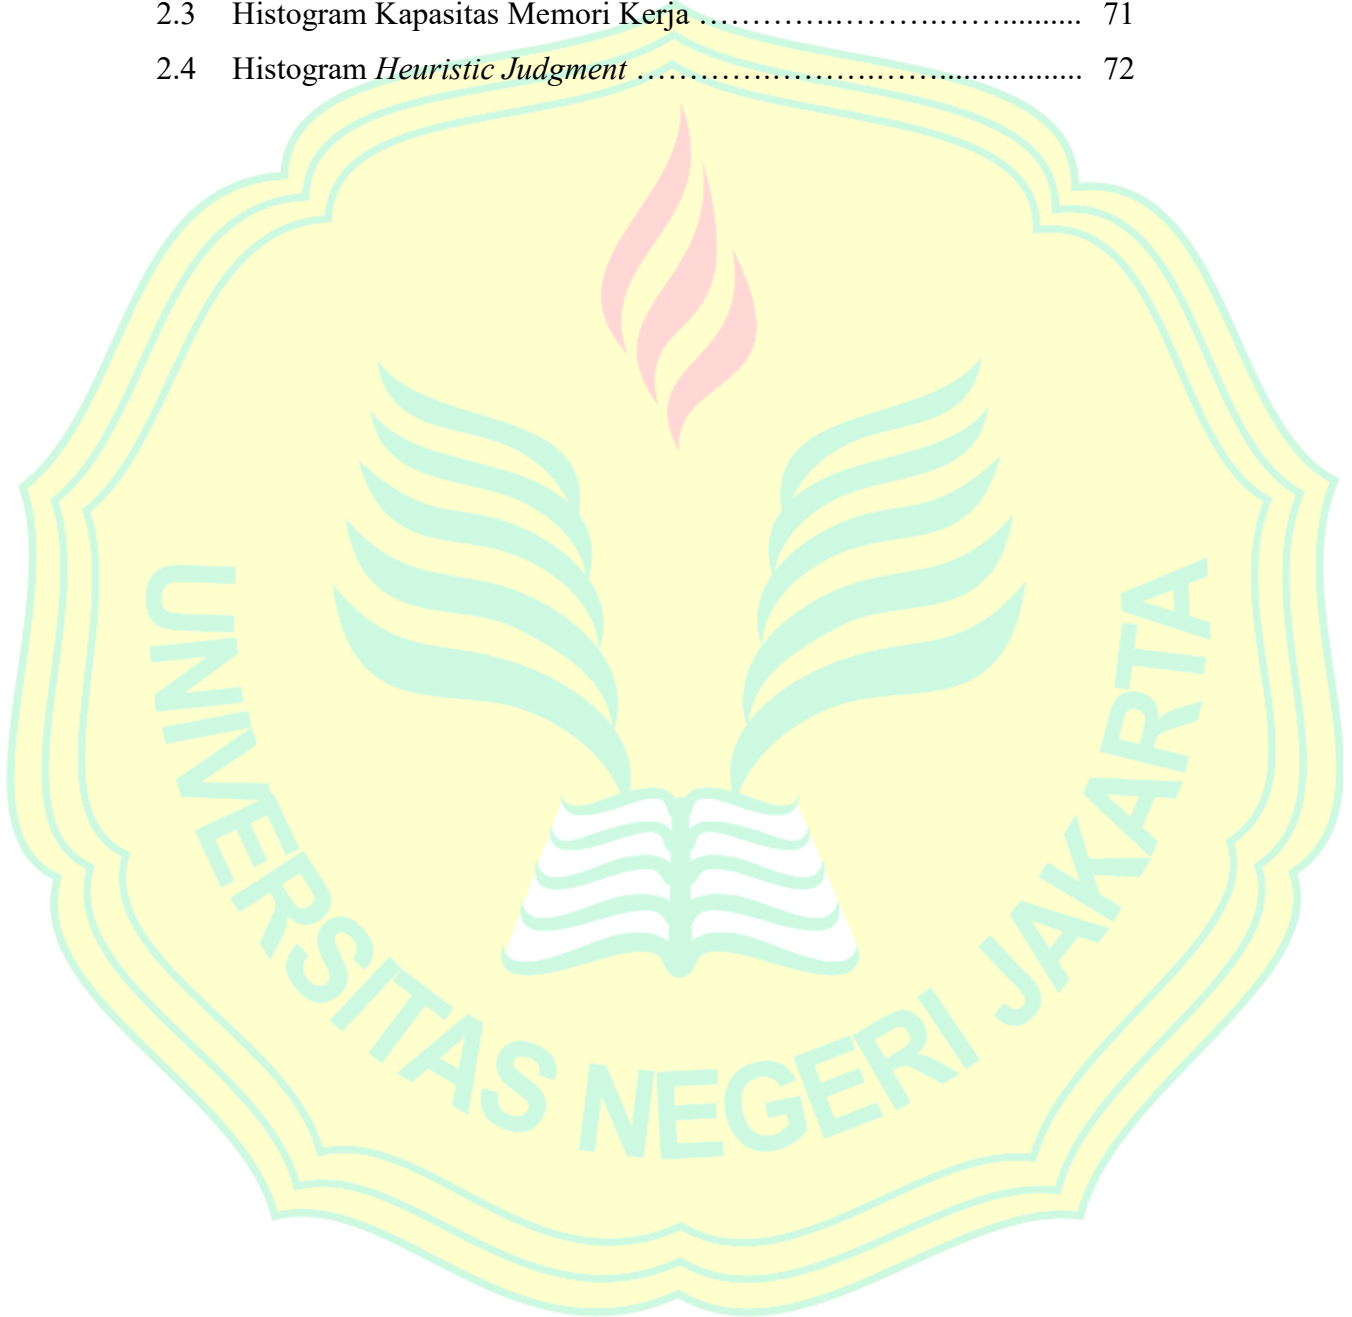 2.3 Histogram Kapasitas Memori Kerja ................................. 71
2.4 Histogram Heuristic Judgment ................................. 72
UNIVERSITAS NEGERI JAKARTA